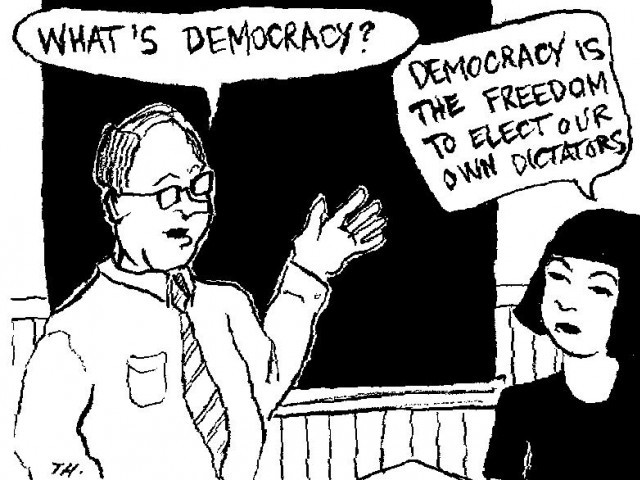 WHAT'S DEMOCRACY?
DEMOCRACY IS
THE FREEDOM
TO ELECT OUR
OWN DICTATORS
TH.